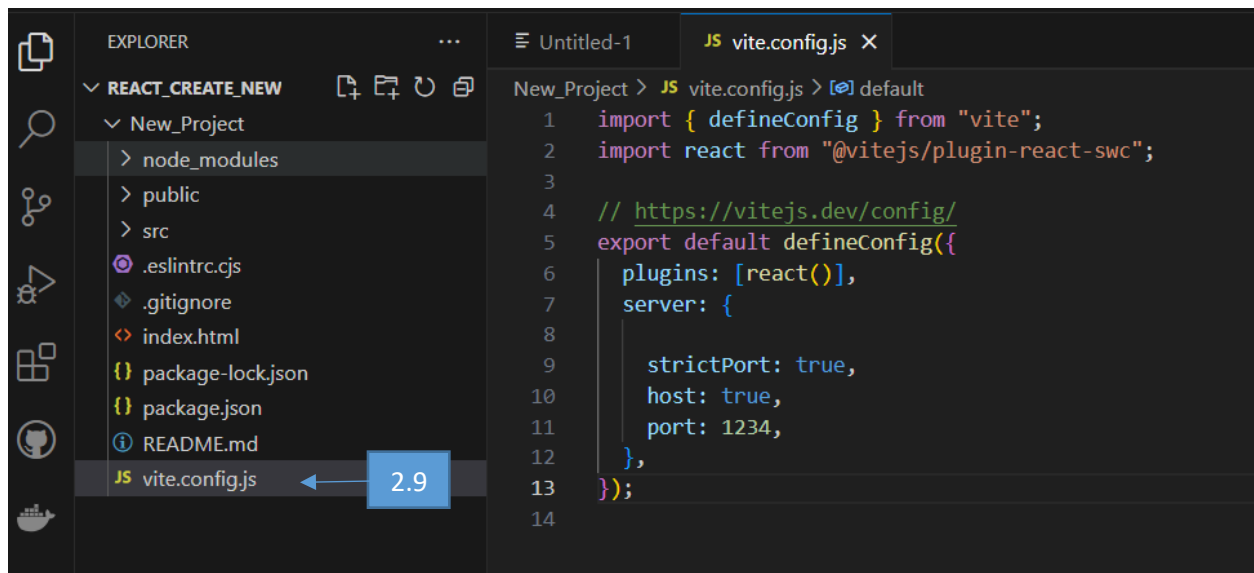 EXPLORER
REACT_CREATE_NEW
New_Project
node_modules
public
src
.eslintrc.cjs
.gitignore
index.html
package-lock.json
package.json
README.md
JS vite.config.js
2.9
Untitled-1
JS vite.config.js
New_Project > JS vite.config.js > default
1 import { defineConfig } from "vite";
2 import react from "@vitejs/plugin-react-swc";
3
4 // https://vitejs.dev/config/
5 export default defineConfig({
6 plugins: [react()],
7 server: {
8
9 strictPort: true,
10 host: true,
11 port: 1234,
12 },
13 });
14